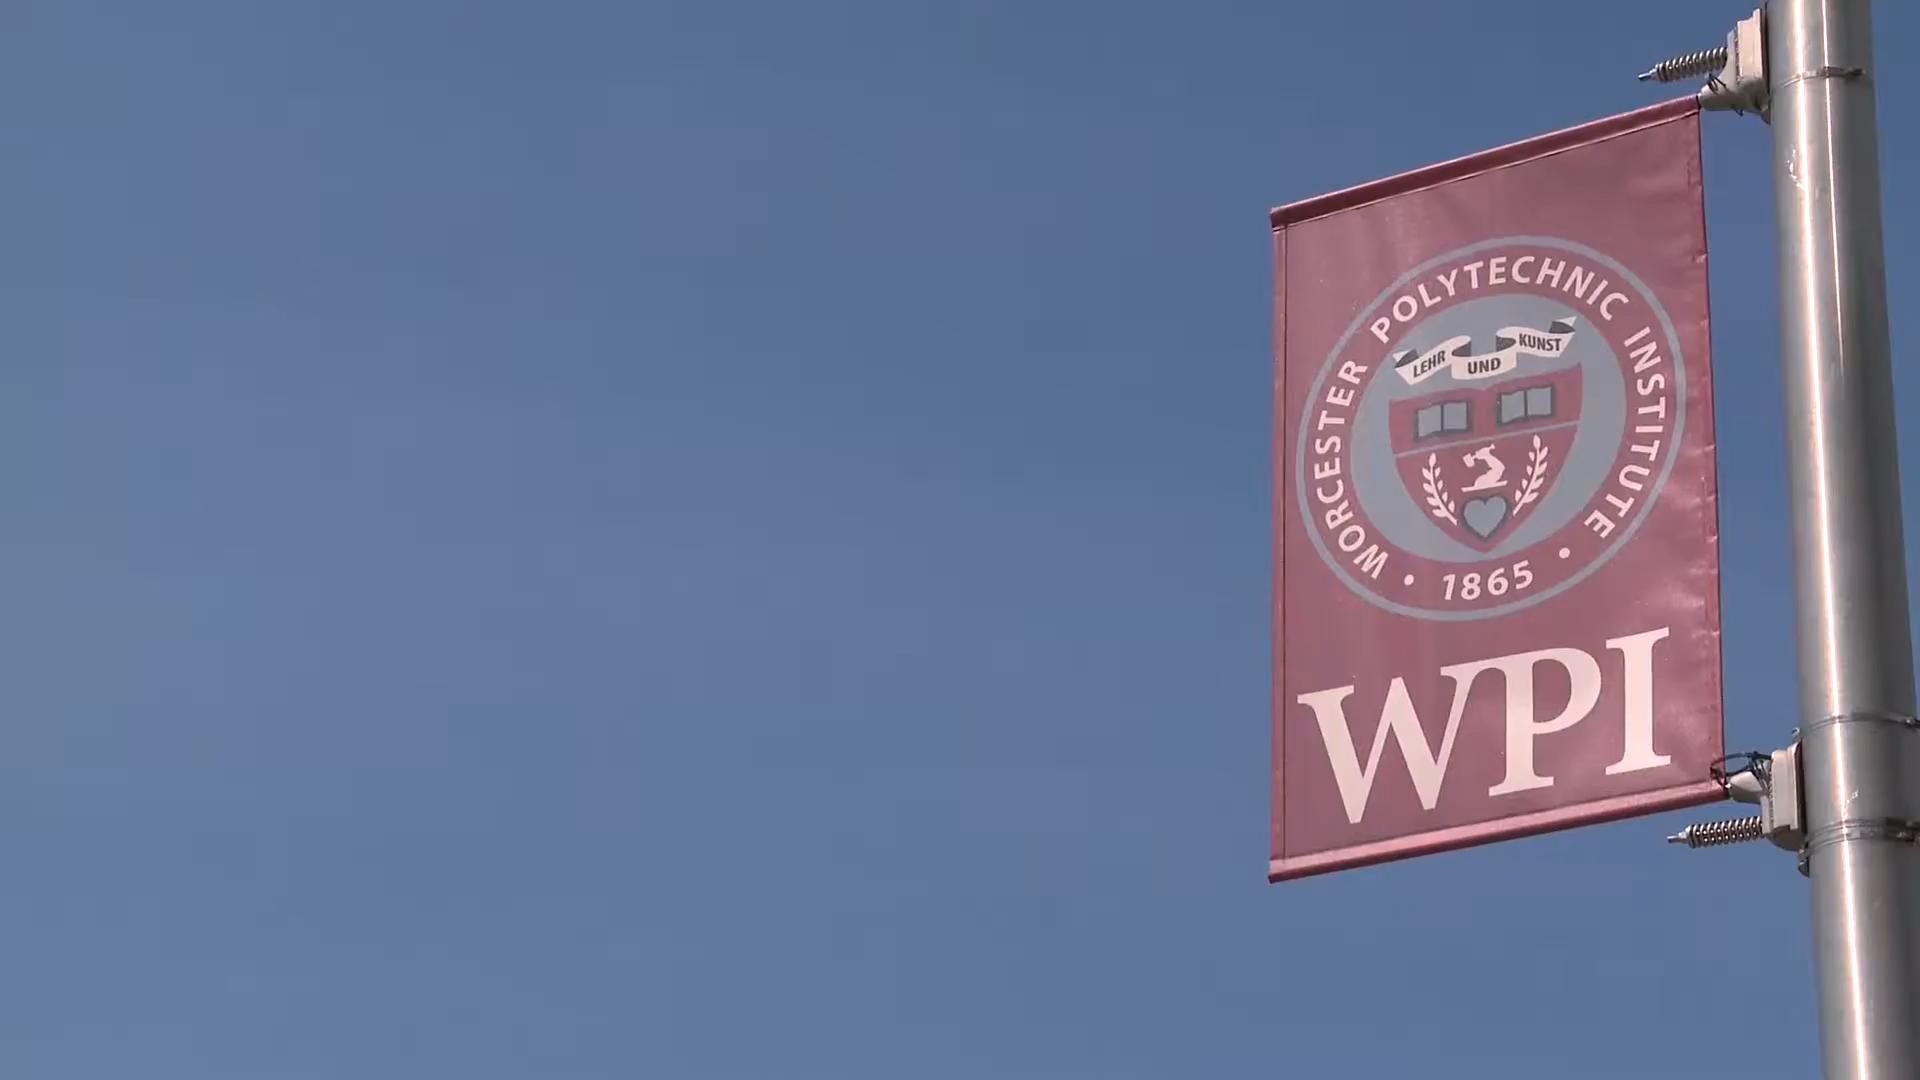 WORCESTER POLYTECHNIC INSTITUTE
LEHR UND KUNST
• 1865 •
WPI